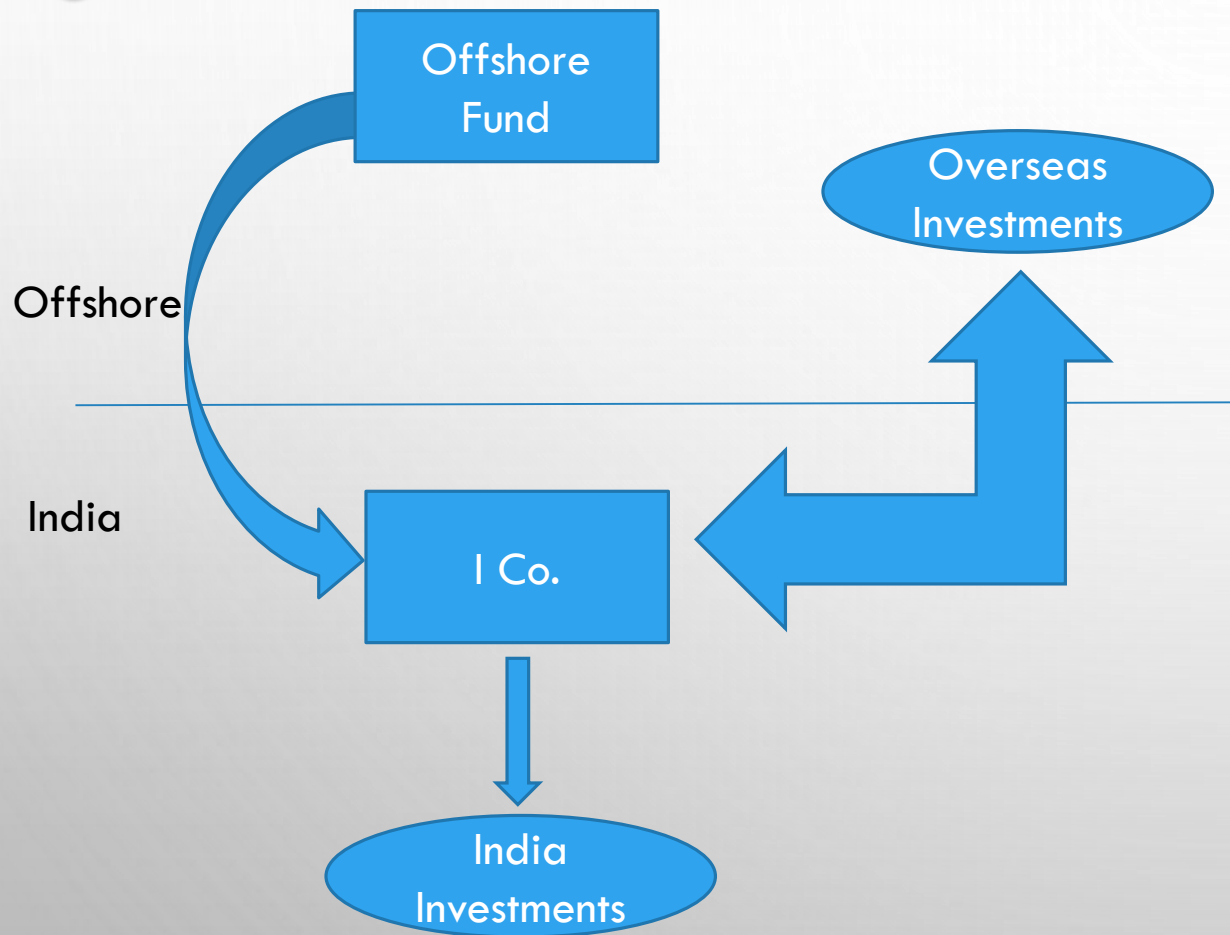 Offshore
Fund
Overseas
Investments
Offshore
India
I Co.
India
Investments